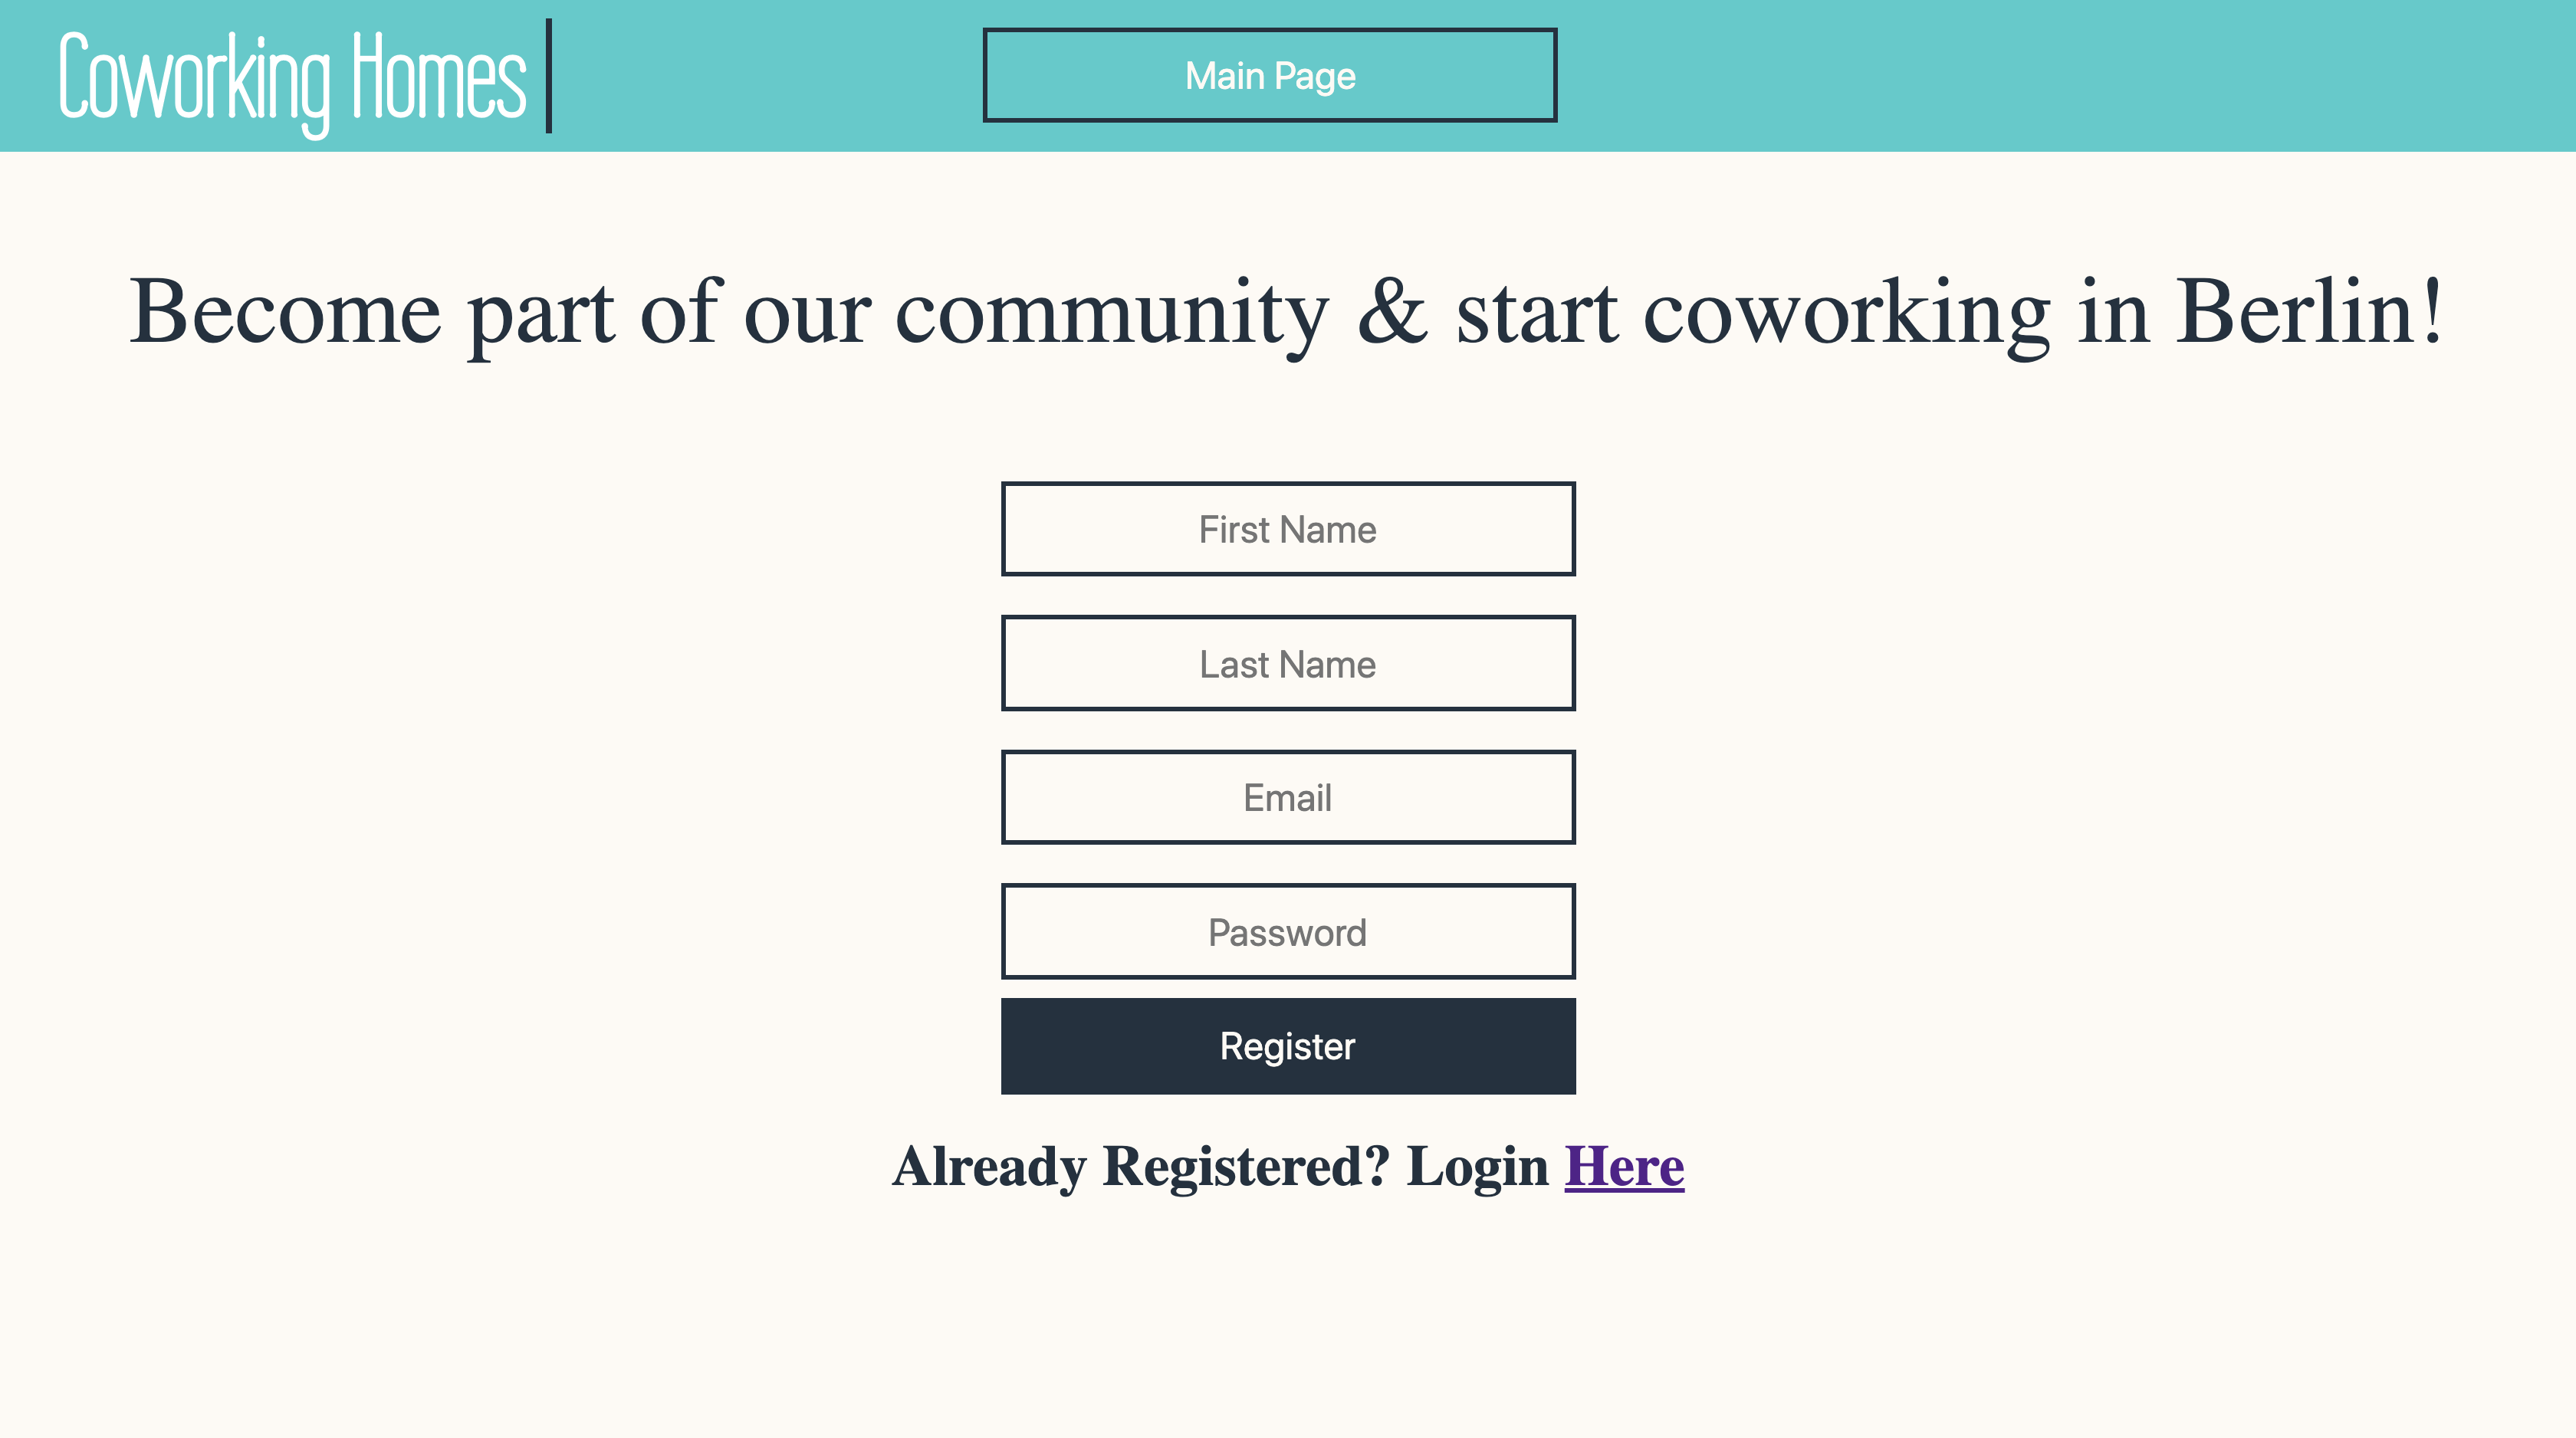 Coworking Homes
Main Page
Become part of our community & start coworking in Berlin!
First Name
Last Name
Email
Password
Register
Already Registered? Login Here